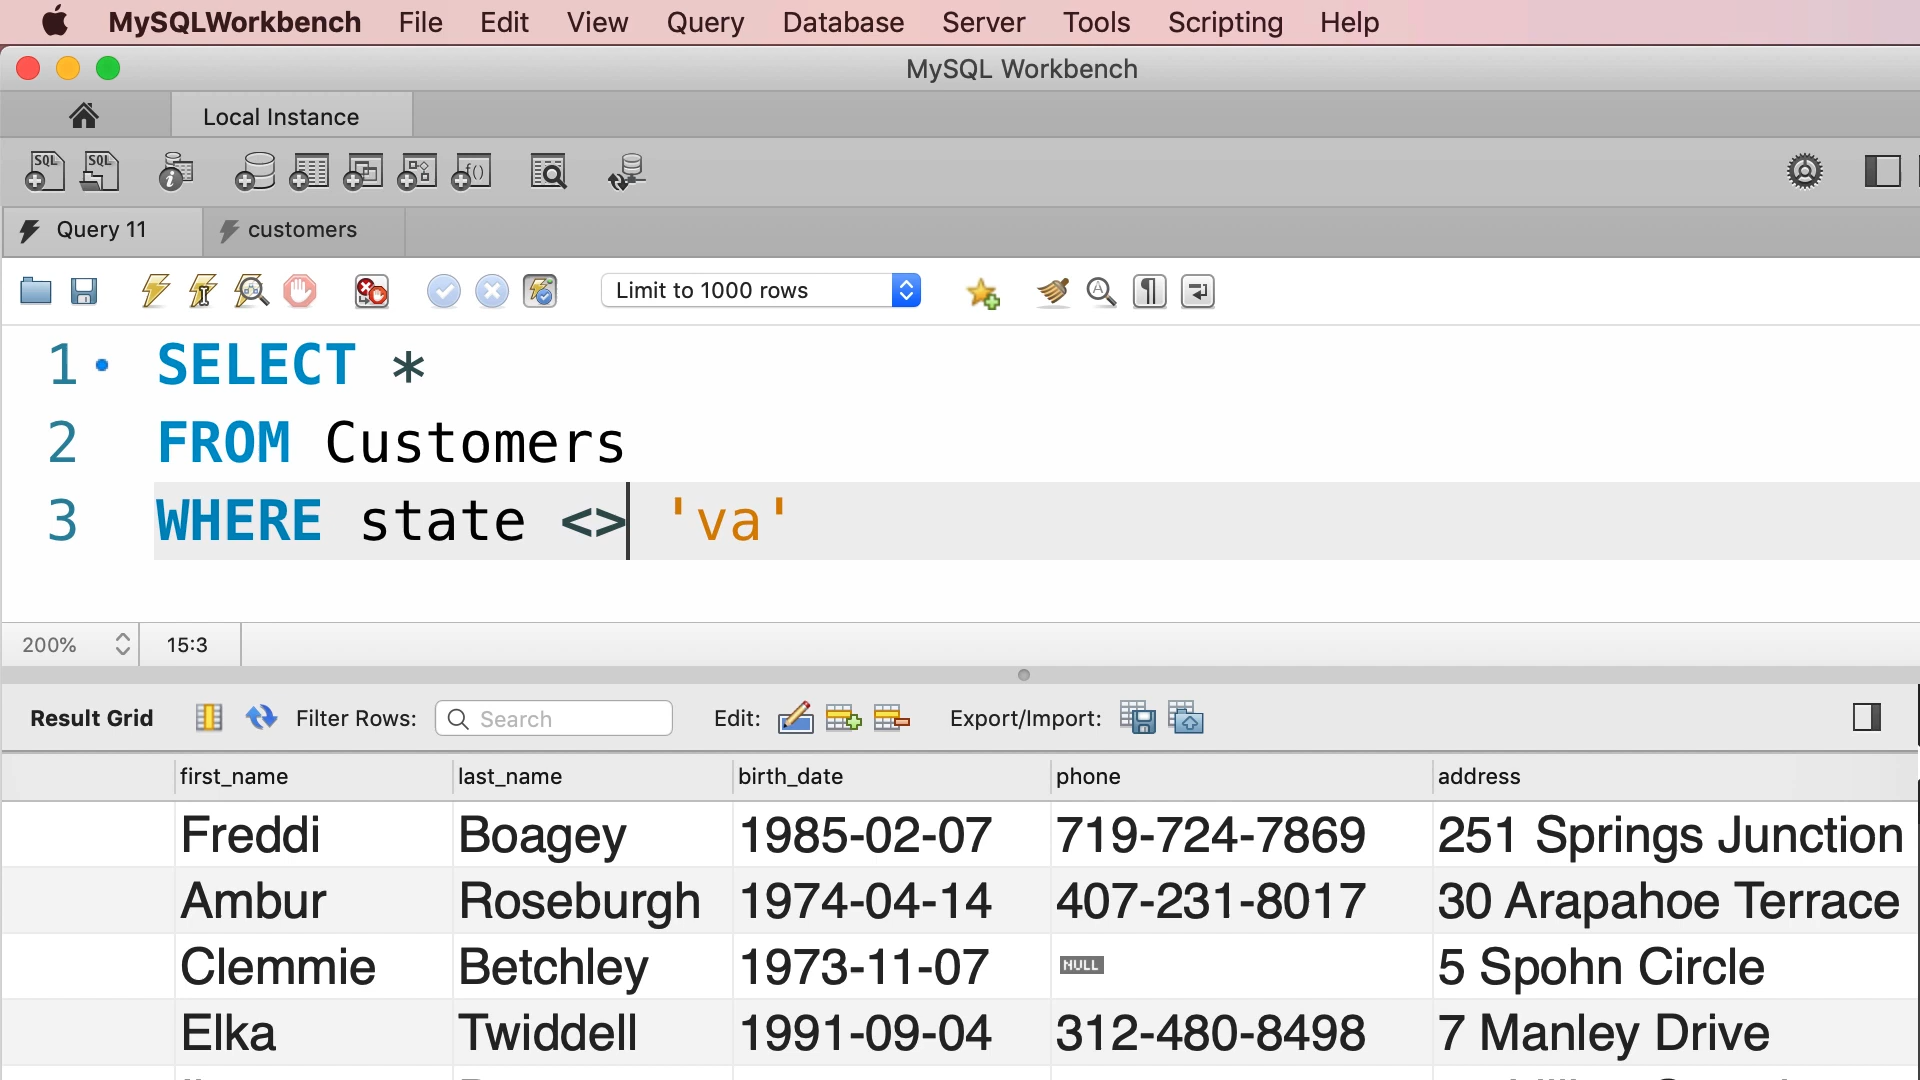 MySQLWorkbench File Edit View Query Database Server Tools Scripting Help
MySQL Workbench
Local Instance
SQL SQL
Query 11 customers
Limit to 1000 rows
1 SELECT *
2 FROM Customers
3 WHERE state <> 'va'
200% 15:3
Result Grid Filter Rows: Search Edit: Export/Import:
first_name last_name birth_date phone address
Freddi Boagey 1985-02-07 719-724-7869 251 Springs Junction
Ambur Roseburgh 1974-04-14 407-231-8017 30 Arapahoe Terrace
Clemmie Betchley 1973-11-07 NULL 5 Spohn Circle
Elka Twiddell 1991-09-04 312-480-8498 7 Manley Drive